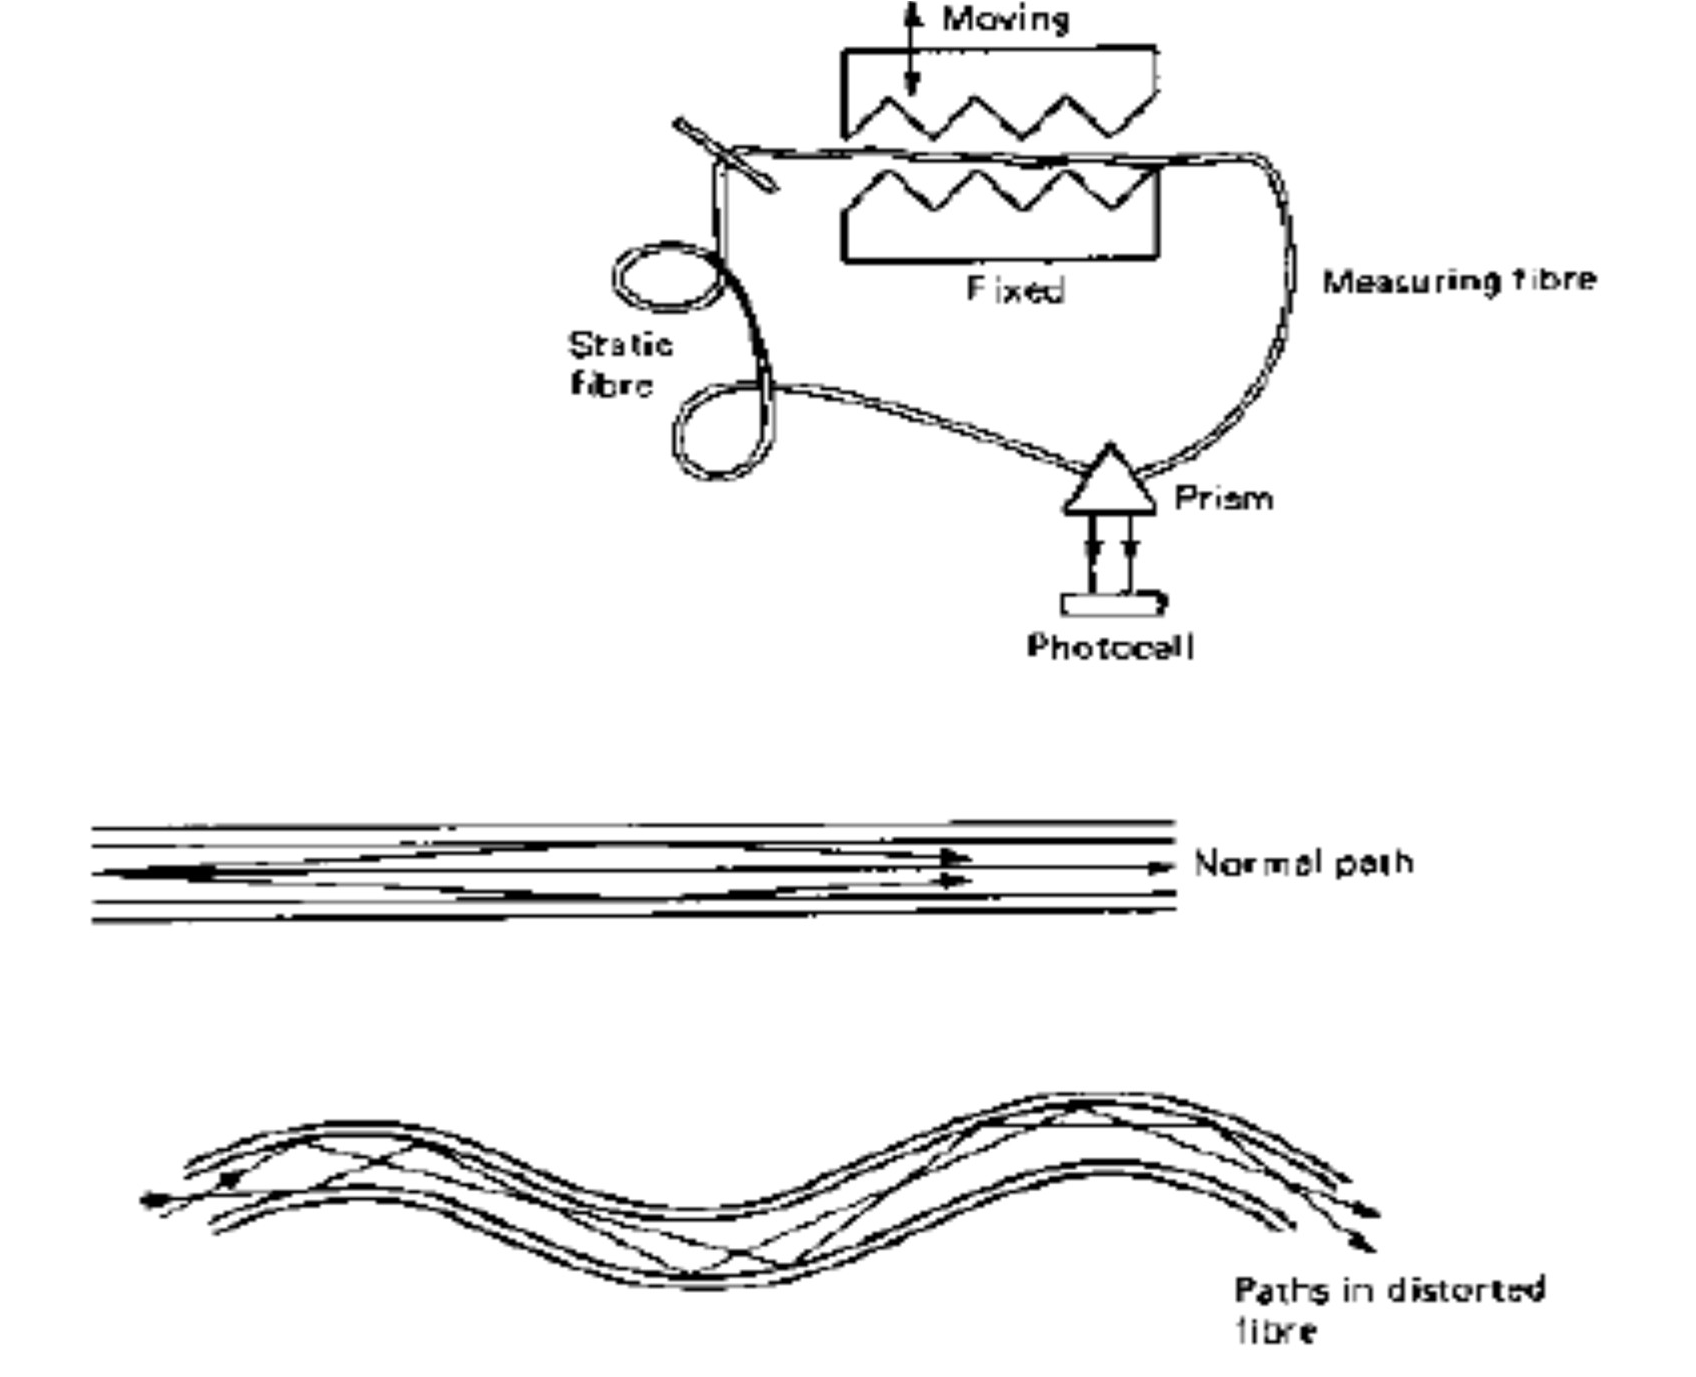 Moving
Fixed
Measuring fibre
Static
fibre
Prism
Photocell
Normal path
Paths in distorted
fibre